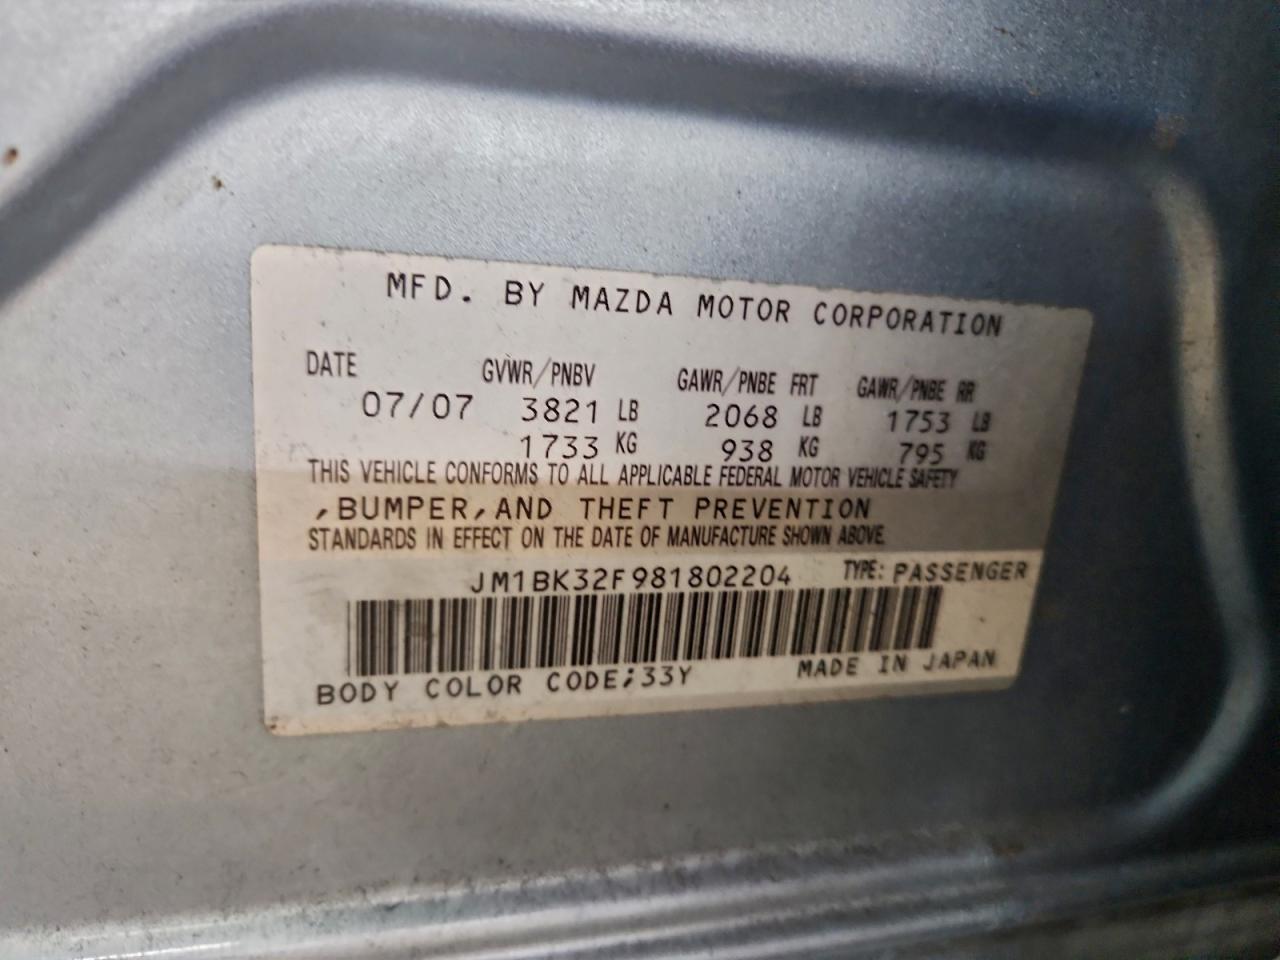 MFD. BY MAZDA MOTOR CORPORATION
DATE GVWR/PNBV GAWR/PNBE FRT GAWR/PNBE RR
07/07 3821 LB 2068 LB 1753 LB
1733 KG 938 KG 795 KG
THIS VEHICLE CONFORMS TO ALL APPLICABLE FEDERAL MOTOR VEHICLE SAFETY
,BUMPER,AND THEFT PREVENTION
STANDARDS IN EFFECT ON THE DATE OF MANUFACTURE SHOWN ABOVE.
JM1BK32F981802204 TYPE: PASSENGER
BODY COLOR CODE;33Y MADE IN JAPAN